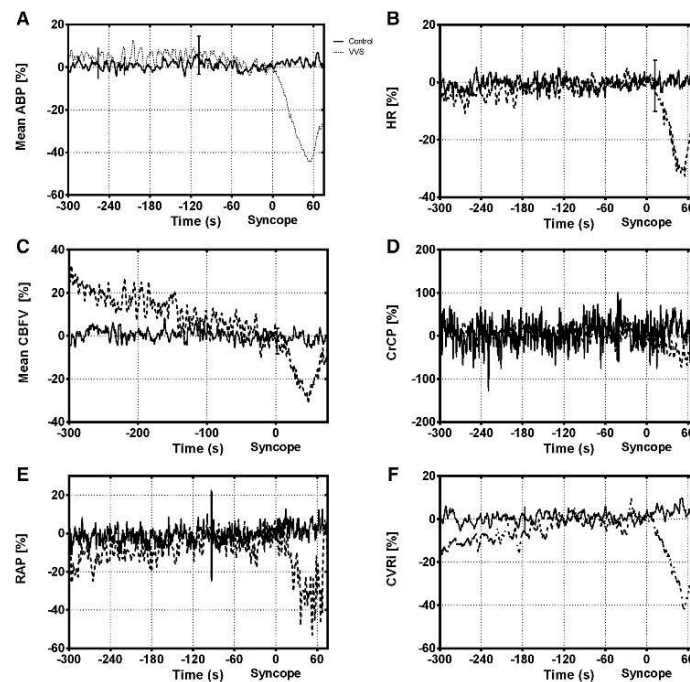 A
Mean ABP [%]
20
0
-20
-40
-60
-300 -240 -180 -120 -60 0 60
Time (s) Syncope
Control
VVS
B
HR [%]
20
0
-20
-40
-300 -240 -180 -120 -60 0 60
Time (s) Syncope
C
Mean CBFV [%]
40
20
0
-20
-40
-300 -200 -100 0
Time (s) Syncope
D
CrCP [%]
200
100
0
-100
-200
-300 -240 -180 -120 -60 0 60
Time (s) Syncope
E
RAP [%]
20
0
-20
-40
-60
-300 -240 -180 -120 -60 0 60
Time (s) Syncope
F
CVRi [%]
20
0
-20
-40
-60
-300 -240 -180 -120 -60 0 60
Time (s) Syncope